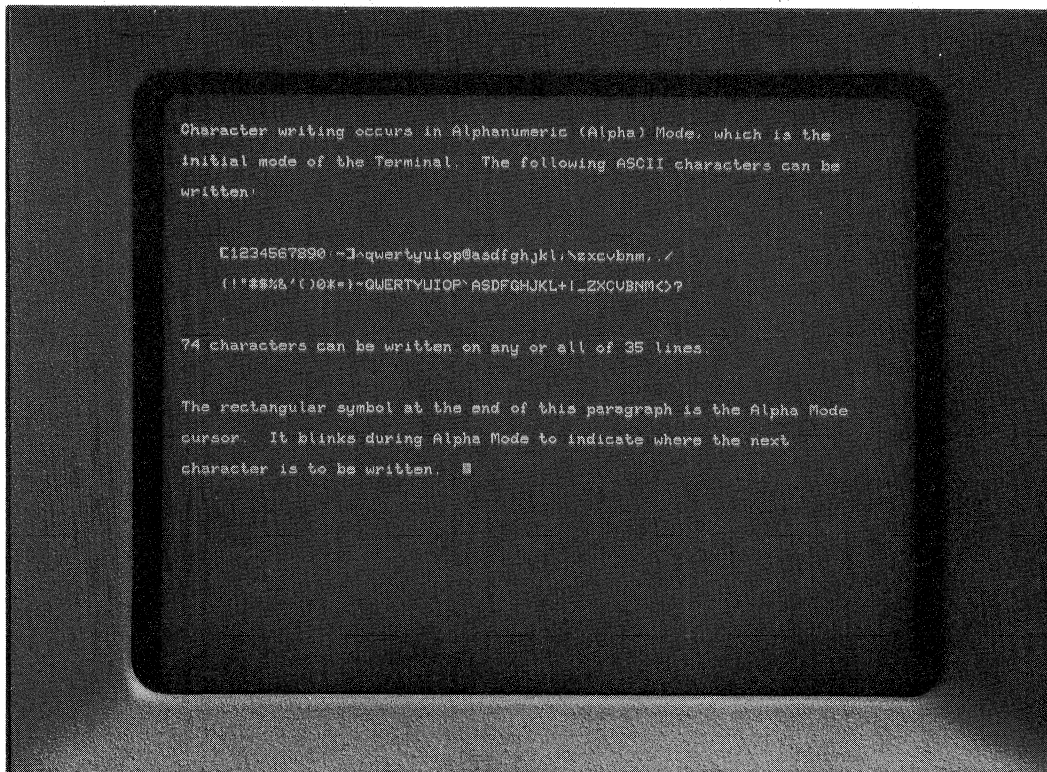 Character writing occurs in Alphanumeric (Alpha) Mode, which is the
initial mode of the Terminal.  The following ASCII characters can be
written:

[1234567890:-]^qwertyuiop@asdfghjkl;\zxcvbnm,./
{!"#$%&'()0*=}~QWERTYUIOP`ASDFGHJKL+|_ZXCVBNM<>?

74 characters can be written on any or all of 35 lines.

The rectangular symbol at the end of this paragraph is the Alpha Mode
cursor.  It blinks during Alpha Mode to indicate where the next
character is to be written.